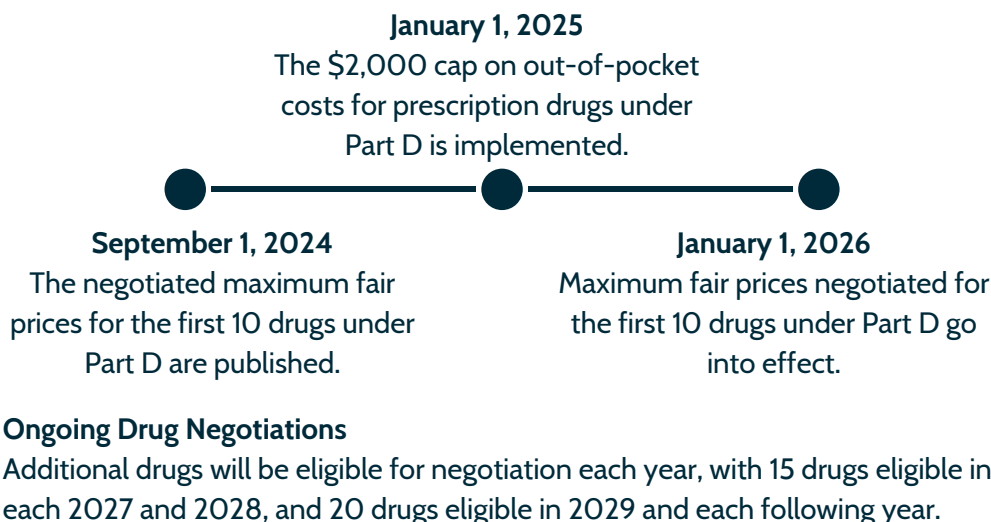 January 1, 2025
The $2,000 cap on out-of-pocket
costs for prescription drugs under
Part D is implemented.
September 1, 2024
The negotiated maximum fair
prices for the first 10 drugs under
Part D are published.
January 1, 2026
Maximum fair prices negotiated for
the first 10 drugs under Part D go
into effect.
Ongoing Drug Negotiations
Additional drugs will be eligible for negotiation each year, with 15 drugs eligible in
each 2027 and 2028, and 20 drugs eligible in 2029 and each following year.